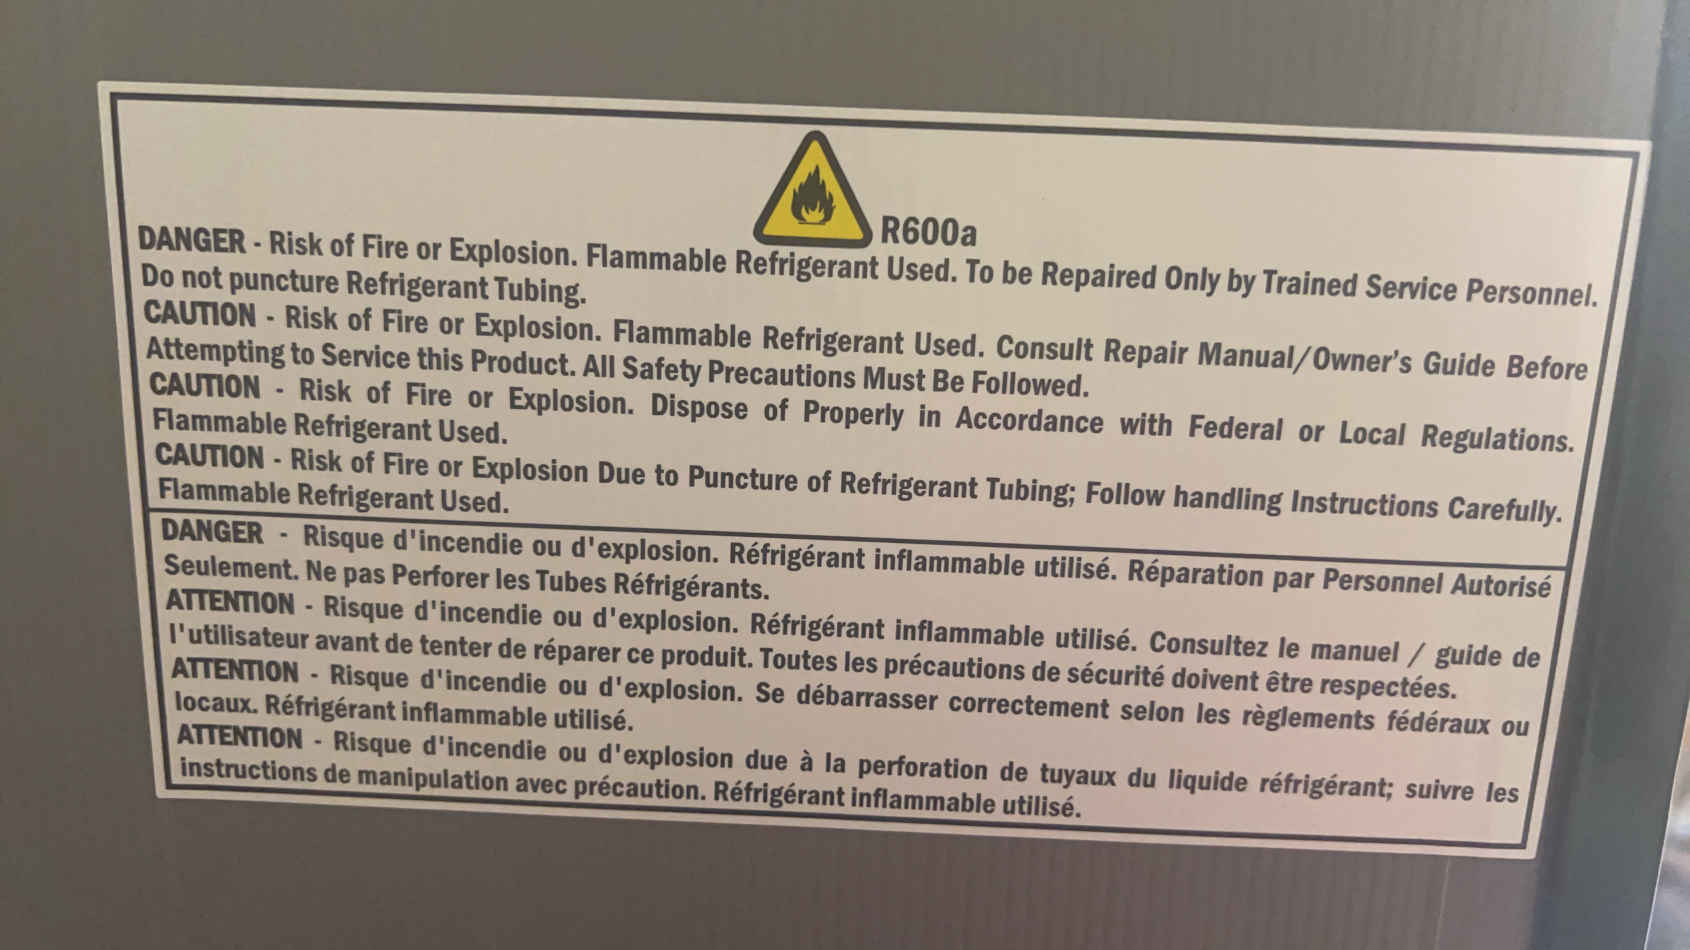 R600a
DANGER - Risk of Fire or Explosion. Flammable Refrigerant Used. To be Repaired Only by Trained Service Personnel.
Do not puncture Refrigerant Tubing.
CAUTION - Risk of Fire or Explosion. Flammable Refrigerant Used. Consult Repair Manual/Owner's Guide Before
Attempting to Service this Product. All Safety Precautions Must Be Followed.
CAUTION - Risk of Fire or Explosion. Dispose of Properly in Accordance with Federal or Local Regulations.
Flammable Refrigerant Used.
CAUTION - Risk of Fire or Explosion Due to Puncture of Refrigerant Tubing; Follow handling Instructions Carefully.
Flammable Refrigerant Used.
DANGER - Risque d'incendie ou d'explosion. Réfrigérant inflammable utilisé. Réparation par Personnel Autorisé
Seulement. Ne pas Perforer les Tubes Réfrigérants.
ATTENTION - Risque d'incendie ou d'explosion. Réfrigérant inflammable utilisé. Consultez le manuel / guide de
l'utilisateur avant de tenter de réparer ce produit. Toutes les précautions de sécurité doivent être respectées.
ATTENTION - Risque d'incendie ou d'explosion. Se débarrasser correctement selon les règlements fédéraux ou
locaux. Réfrigérant inflammable utilisé.
ATTENTION - Risque d'incendie ou d'explosion due à la perforation de tuyaux du liquide réfrigérant; suivre les
instructions de manipulation avec précaution. Réfrigérant inflammable utilisé.